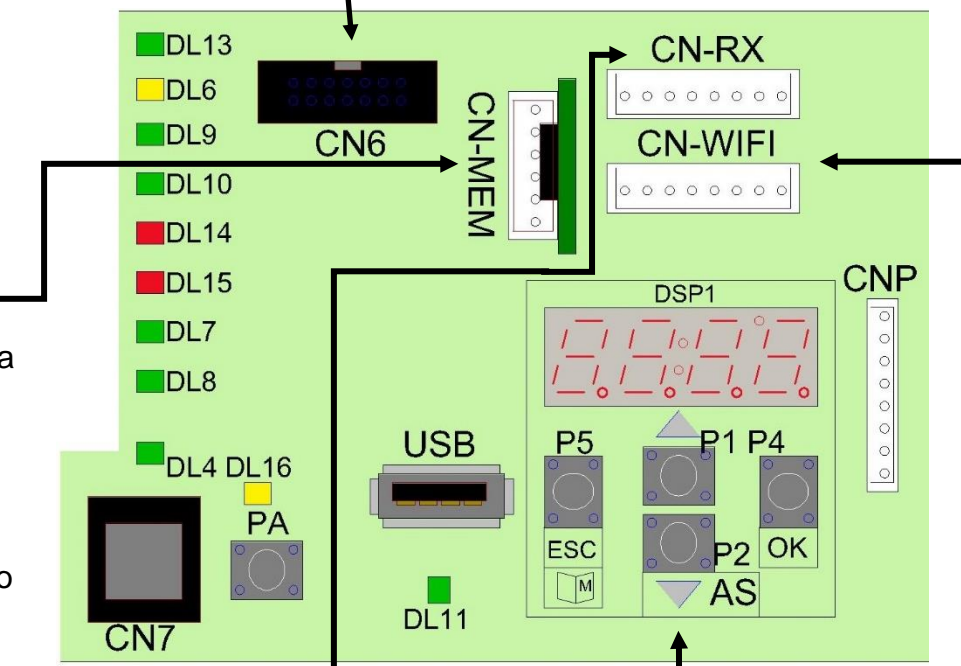 DL13
DL6
DL9
DL10
DL14
DL15
DL7
DL8
DL4 DL16
CN6
CN-MEM
CN-RX
CN-WIFI
CNP
DSP1
a
USB
P5
P1 P4
ESC
M
P2
OK
AS
PA
o
CN7
DL11